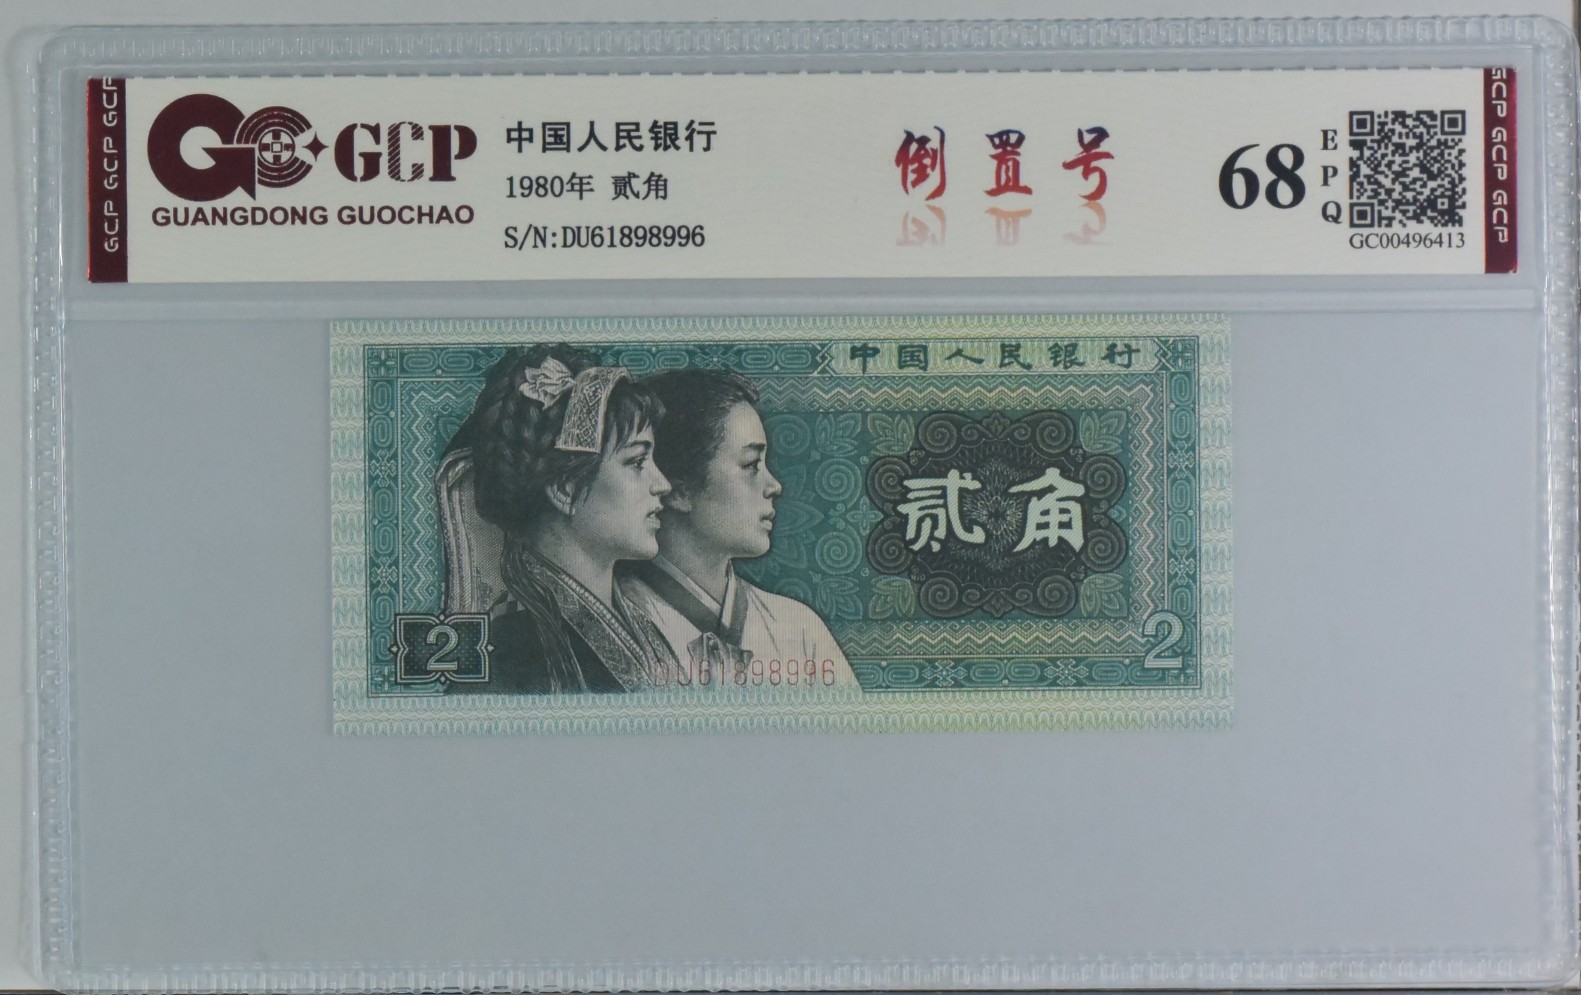 GCP GCP GCP
GCP
GUANGDONG GUOCHAO
中国人民银行
1980年 贰角
S/N:DU61898996
倒置号
68
EPQ
GC00496413
GCP GCP GCP
中国人民银行
贰角
2
2
DU61898996